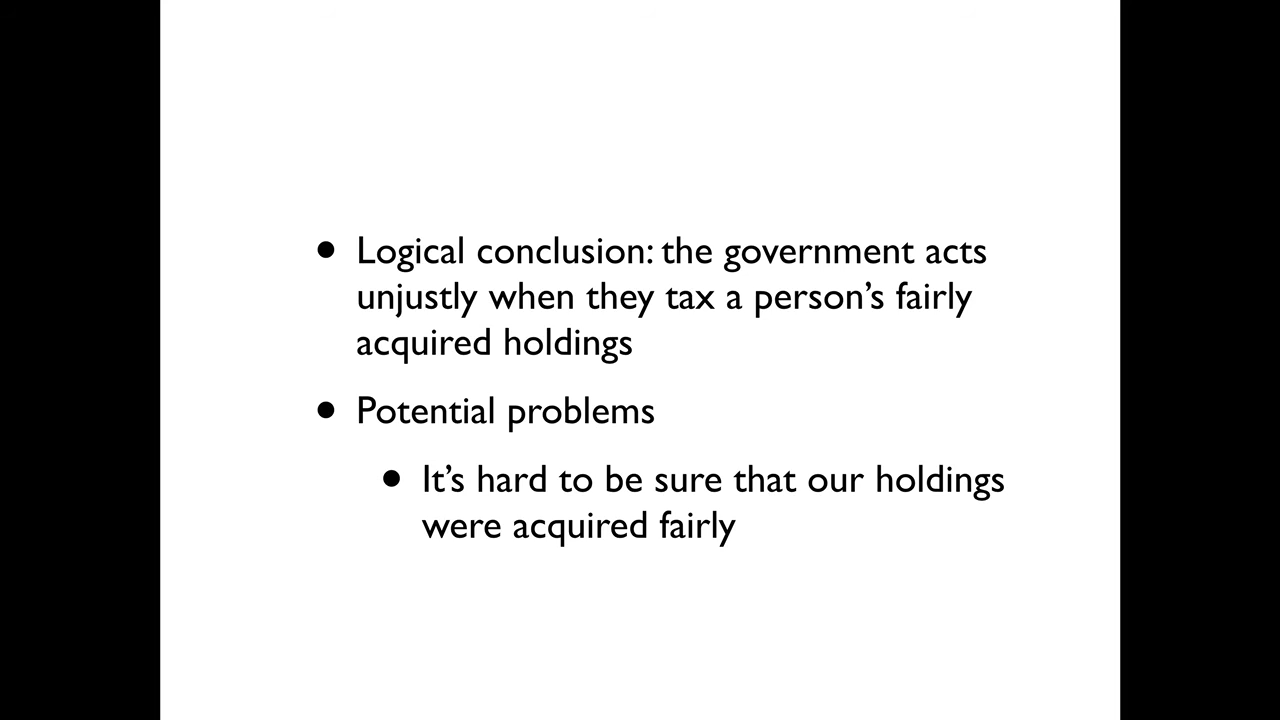 • Logical conclusion: the government acts
unjustly when they tax a person’s fairly
acquired holdings
• Potential problems
• It’s hard to be sure that our holdings
were acquired fairly